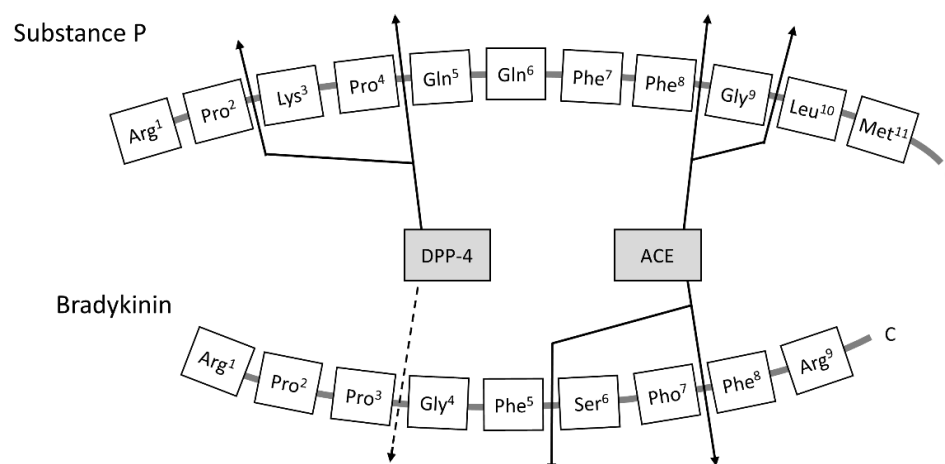 Substance P
Arg¹ Pro² Lys³ Pro⁴ Gln⁵ Gln⁶ Phe⁷ Phe⁸ Gly⁹ Leu¹⁰ Met¹¹
DPP-4 ACE
Bradykinin
Arg¹ Pro² Pro³ Gly⁴ Phe⁵ Ser⁶ Pho⁷ Phe⁸ Arg⁹ C